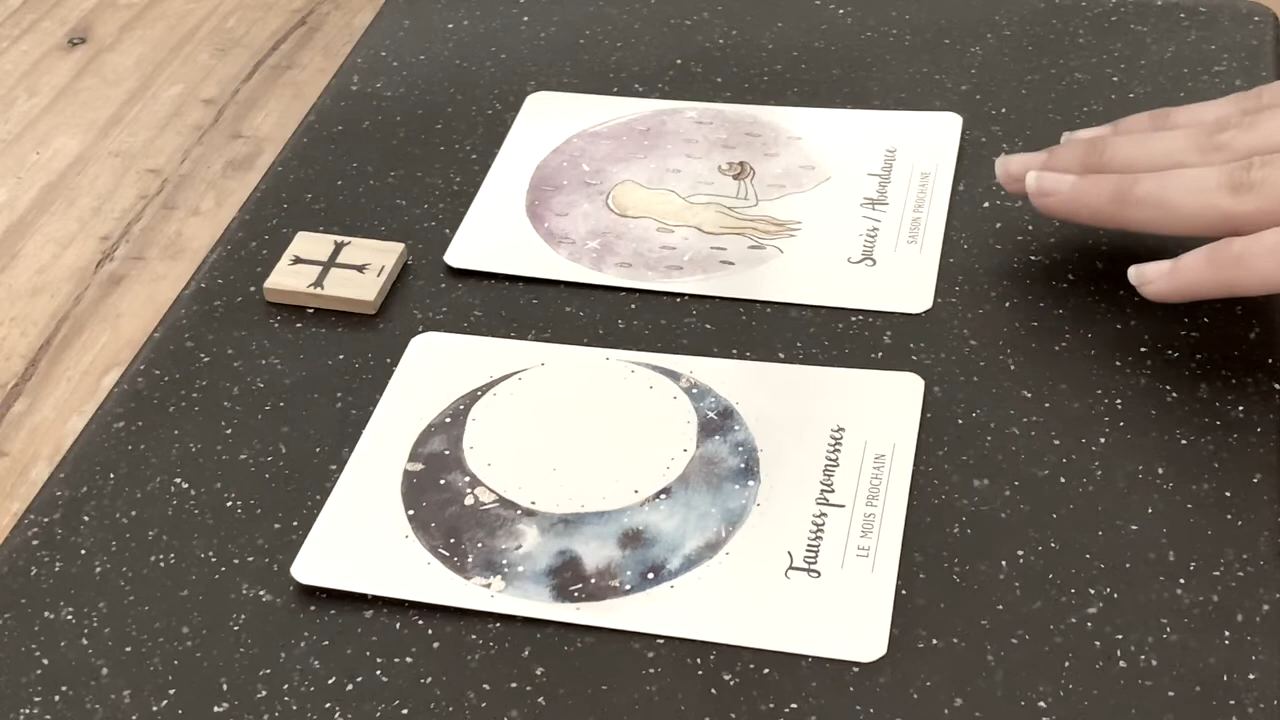 Succès / Abondance
SAISON PROCHAINE
Fausses promesses
LE MOIS PROCHAIN